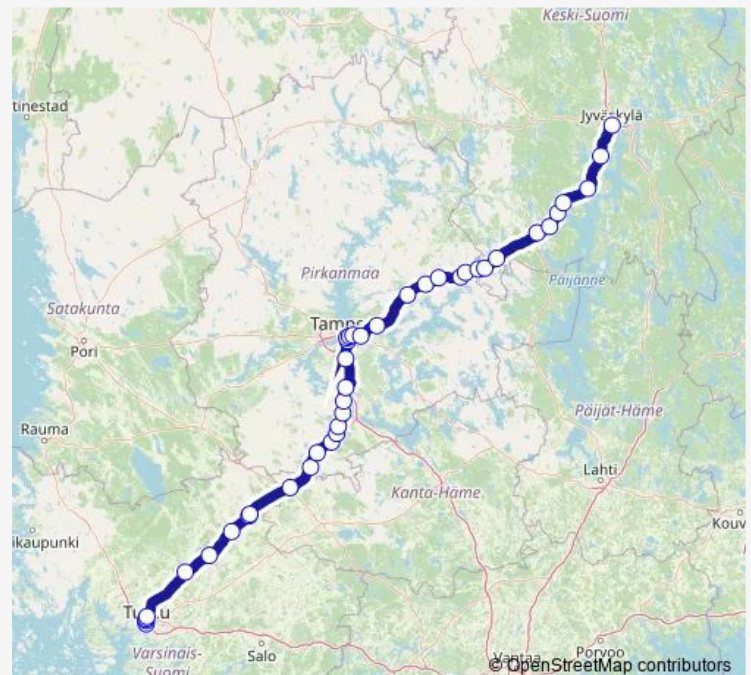 Keski-Suomi
tinestad
Jyväskylä
Pirkanmaa
Päijänne
Satakunta
Pori
Päijät-Häme
Rauma
Lahti
Kanta-Häme
Kouv
ikaupunki
Varsinais-
Suomi
Salo
Vantaa
Porvoo
© OpenStreetMap contributors